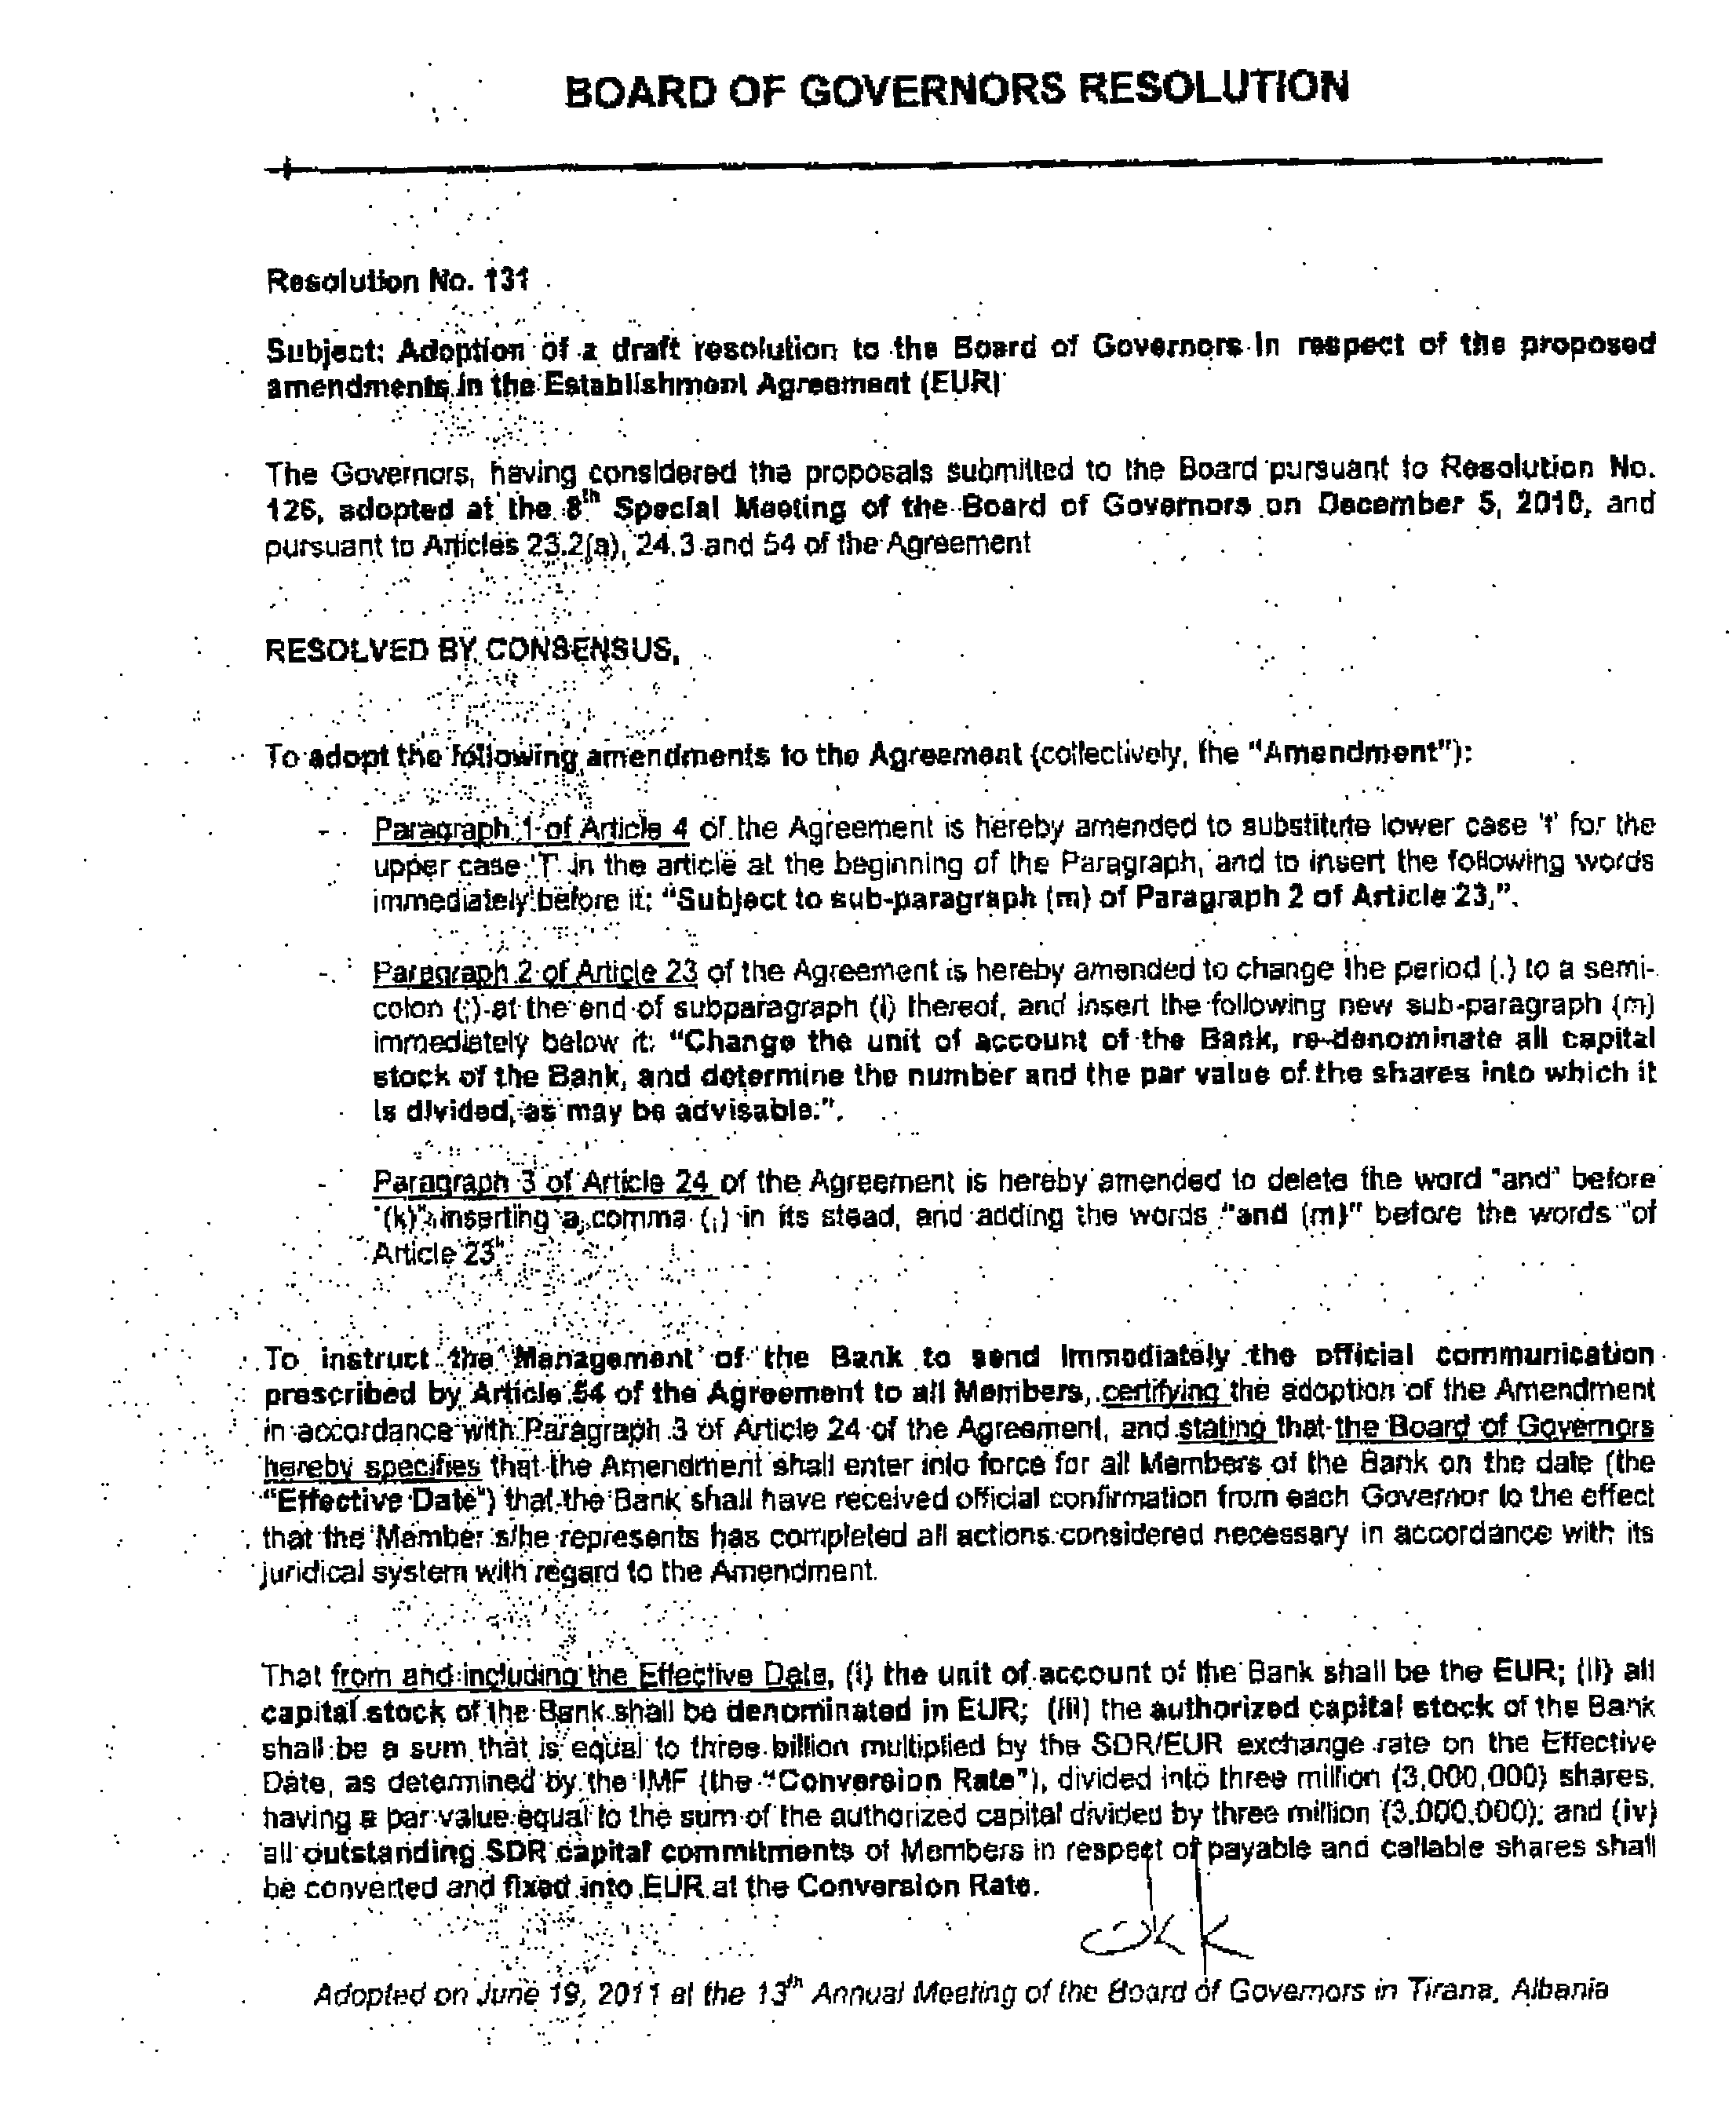 BOARD OF GOVERNORS RESOLUTION
Resolution No. 131
Subject: Adoption of a draft resolution to the Board of Governors in respect of the proposed
amendments in the Establishment Agreement (EUR)
The Governors, having considered the proposals submitted to the Board pursuant to Resolution No.
126, adopted at the 8th Special Meeting of the Board of Governors on December 5, 2010, and
pursuant to Articles 23.2(a), 24.3 and 54 of the Agreement
RESOLVED BY CONSENSUS,
To adopt the following amendments to the Agreement (collectively, the "Amendment"):
- Paragraph 1 of Article 4 of the Agreement is hereby amended to substitute lower case 't' for the
upper case 'T' in the article at the beginning of the Paragraph, and to insert the following words
immediately before it: "Subject to sub-paragraph (m) of Paragraph 2 of Article 23,".
- Paragraph 2 of Article 23 of the Agreement is hereby amended to change the period (.) to a semi-
colon (;) at the end of subparagraph (l) thereof, and insert the following new sub-paragraph (m)
immediately below it: "Change the unit of account of the Bank, re-denominate all capital
stock of the Bank, and determine the number and the par value of the shares into which it
is divided, as may be advisable.".
- Paragraph 3 of Article 24 of the Agreement is hereby amended to delete the word "and" before
"(k)", inserting a comma (,) in its stead, and adding the words "and (m)" before the words "of
Article 23".
To instruct the Management of the Bank to send immediately the official communication
prescribed by Article 54 of the Agreement to all Members, certifying the adoption of the Amendment
in accordance with Paragraph 3 of Article 24 of the Agreement, and stating that the Board of Governors
hereby specifies that the Amendment shall enter into force for all Members of the Bank on the date (the
"Effective Date") that the Bank shall have received official confirmation from each Governor to the effect
that the Member s/he represents has completed all actions considered necessary in accordance with its
juridical system with regard to the Amendment.
That from and including the Effective Date, (i) the unit of account of the Bank shall be the EUR; (ii) all
capital stock of the Bank shall be denominated in EUR; (iii) the authorized capital stock of the Bank
shall be a sum that is equal to three billion multiplied by the SDR/EUR exchange rate on the Effective
Date, as determined by the IMF (the "Conversion Rate"), divided into three million (3,000,000) shares,
having a par value equal to the sum of the authorized capital divided by three million (3,000,000); and (iv)
all outstanding SDR capital commitments of Members in respect of payable and callable shares shall
be converted and fixed into EUR at the Conversion Rate.
Adopted on June 19, 2011 at the 13th Annual Meeting of the Board of Governors in Tirana, Albania